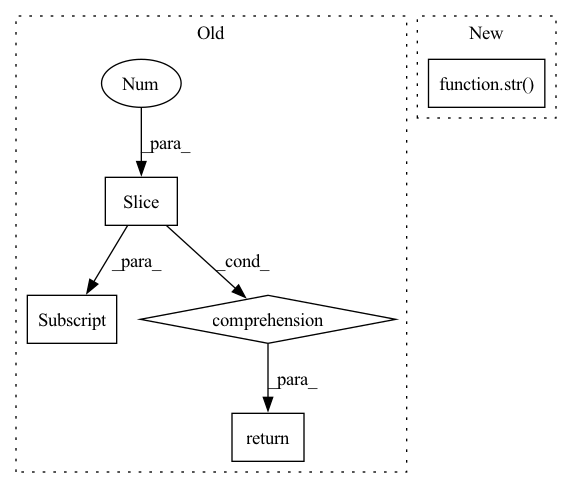 Old
New
Num
function.str()
_para_
Slice
_para_
_cond_
Subscript
comprehension
_para_
return